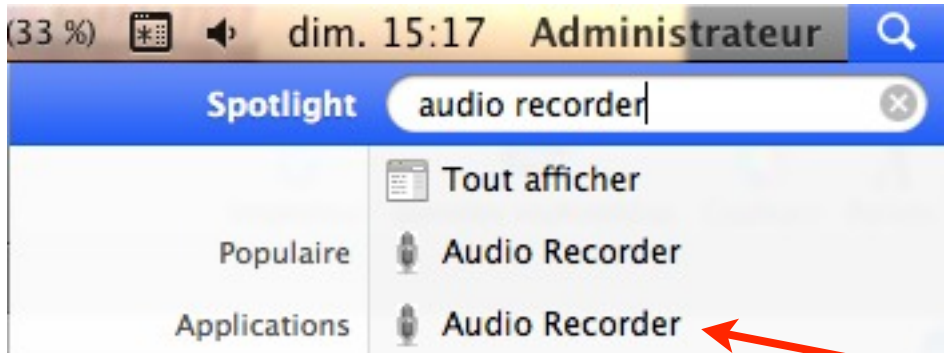 (33 %) dim. 15:17 Administrateur
Spotlight audio recorder
Tout afficher
Populaire Audio Recorder
Applications Audio Recorder